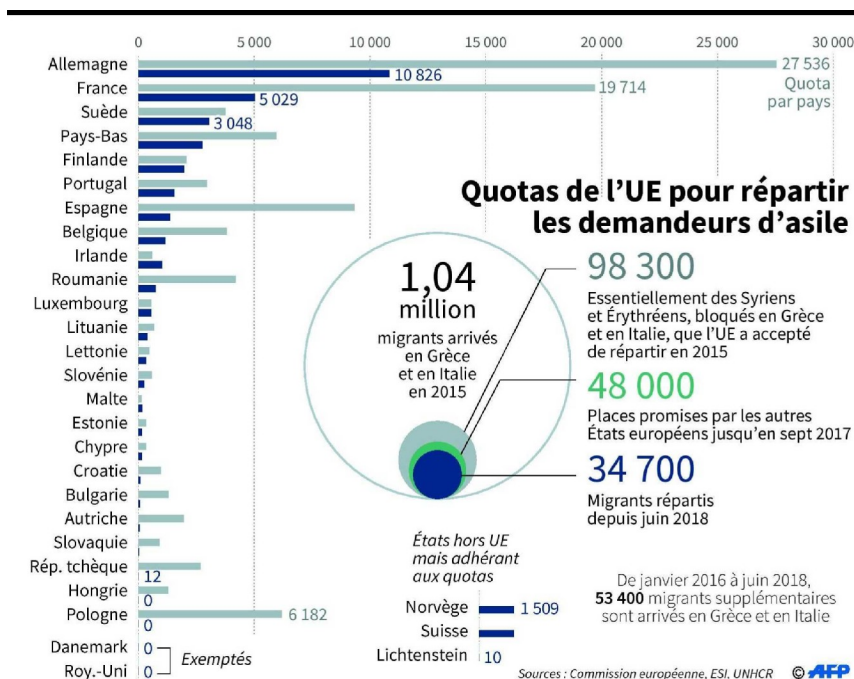 0 5 000 10 000 15 000 20 000 25 000 30 000
Allemagne 27 536
10 826
Quota
par pays
France 19 714
5 029
Suède
3 048
Pays-Bas
Finlande
Portugal
Espagne
Belgique
Irlande
Roumanie
Luxembourg
Lituanie
Lettonie
Slovénie
Malte
Estonie
Chypre
Croatie
Bulgarie
Autriche
Slovaquie
Rép. tchèque
12
Hongrie
0
Pologne 6 182
0
Danemark 0
Roy.-Uni 0
Exemptés
Quotas de l’UE pour répartir
les demandeurs d’asile
1,04
million
migrants arrivés
en Grèce
et en Italie
en 2015
98 300
Essentiellement des Syriens
et Érythréens, bloqués en Grèce
et en Italie, que l’UE a accepté
de répartir en 2015
48 000
Places promises par les autres
États européens jusqu’en sept 2017
34 700
Migrants répartis
depuis juin 2018
États hors UE
mais adhérant
aux quotas
Norvège 1 509
Suisse
Lichtenstein 10
De janvier 2016 à juin 2018,
53 400 migrants supplémentaires
sont arrivés en Grèce et en Italie
Sources : Commission européenne, ESI, UNHCR © AFP